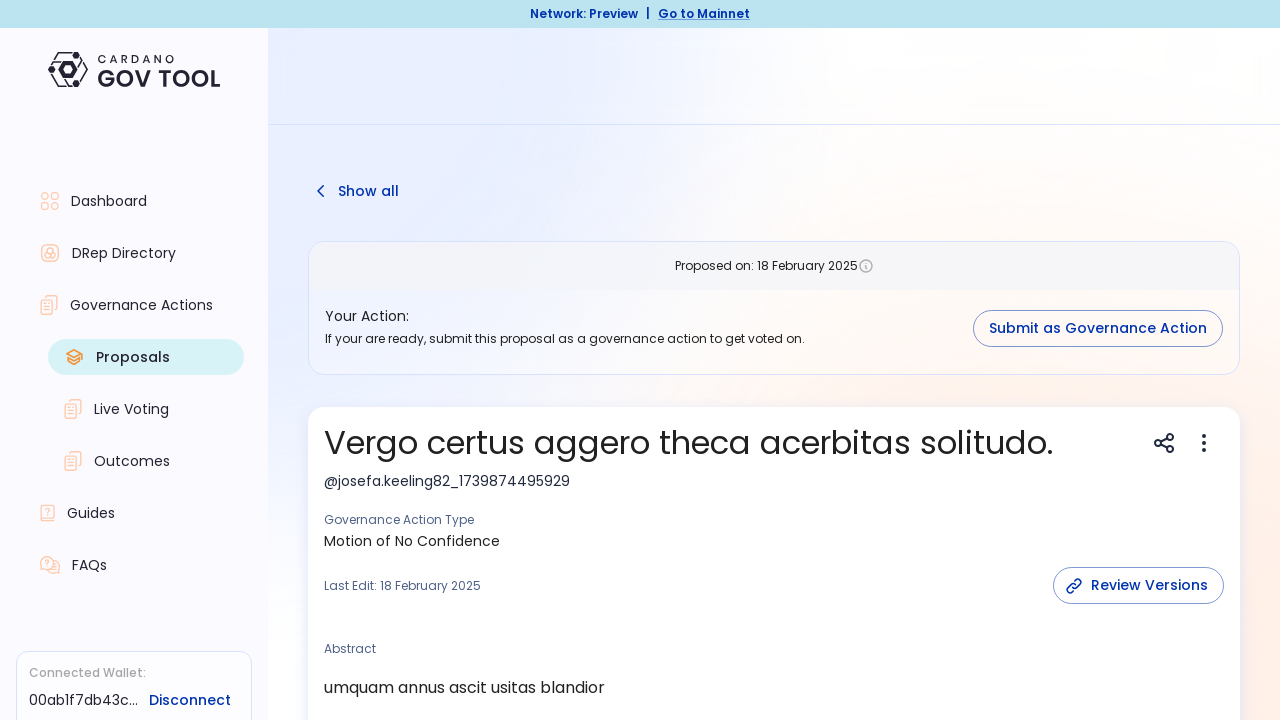 Network: Preview | Go to Mainnet
CARDANO
GOV TOOL
Dashboard
DRep Directory
Governance Actions
Proposals
Live Voting
Outcomes
Guides
FAQs
Connected Wallet:
00ab1f7db43c... Disconnect
Show all
Proposed on: 18 February 2025
Your Action:
If your are ready, submit this proposal as a governance action to get voted on.
Submit as Governance Action
Vergo certus aggero theca acerbitas solitudo.
@josefa.keeling82_1739874495929
Governance Action Type
Motion of No Confidence
Last Edit: 18 February 2025
Review Versions
Abstract
umquam annus ascit usitas blandior